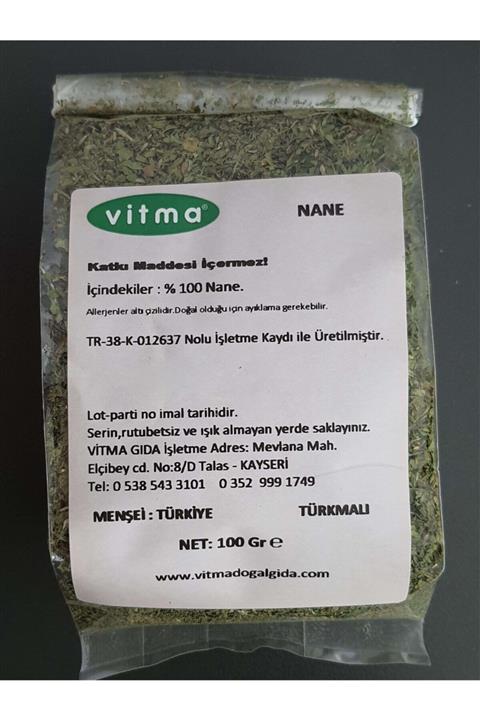 vitma®
NANE
Katkı Maddesi İçermez!
İçindekiler : % 100 Nane.
Allerjenler altı çizilidir.Doğal olduğu için ayıklama gerekebilir.
TR-38-K-012637 Nolu İşletme Kaydı ile Üretilmiştir.
Lot-parti no imal tarihidir.
Serin,rutubetsiz ve ışık almayan yerde saklayınız.
VİTMA GIDA İşletme Adres: Mevlana Mah.
Elçibey cd. No:8/D Talas - KAYSERİ
Tel: 0 538 543 3101 0 352 999 1749
MENŞEİ : TÜRKİYE TÜRKMALI
NET: 100 Gr ℮
www.vitmadogalgida.com